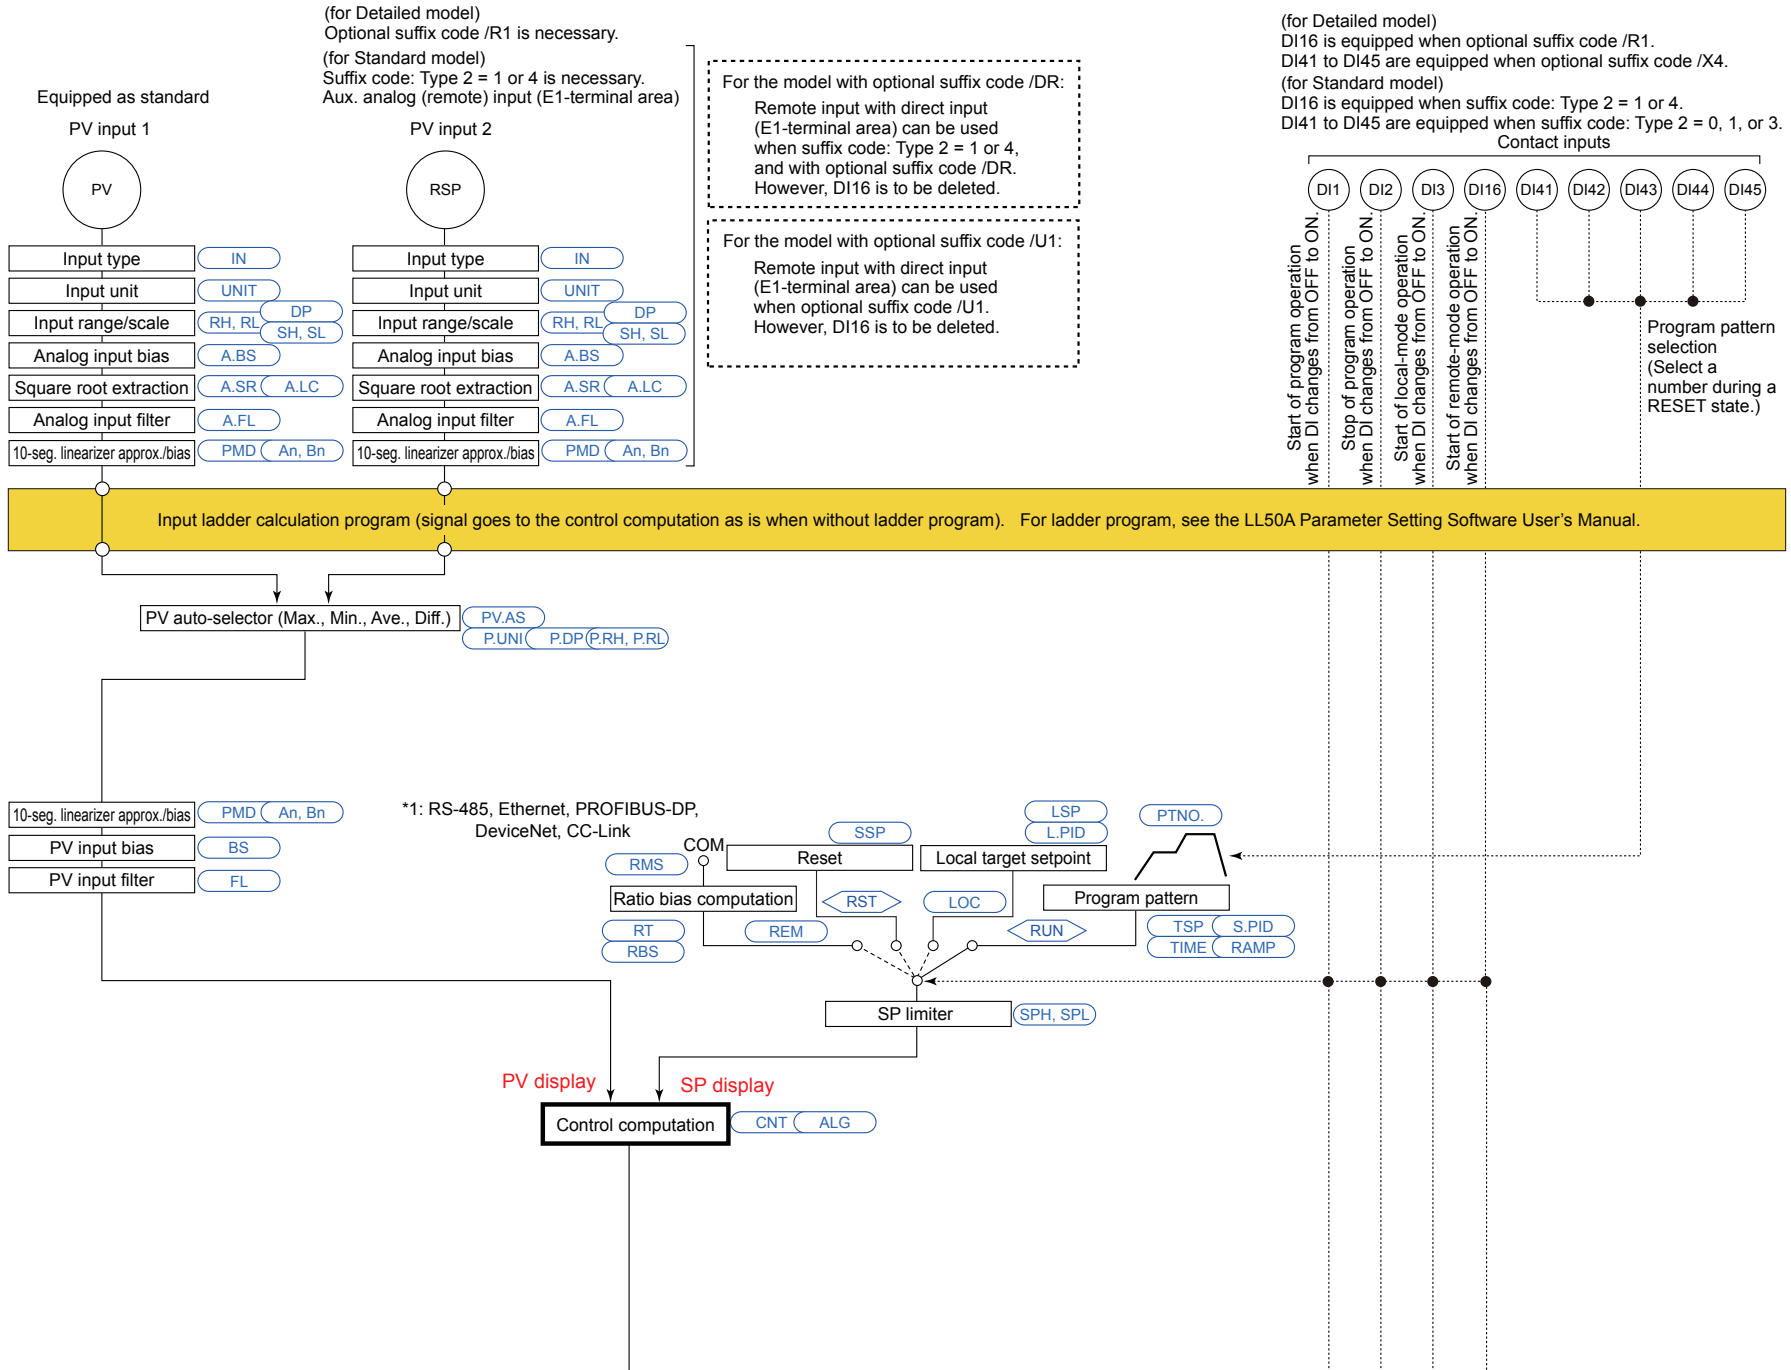 (for Detailed model)
Optional suffix code /R1 is necessary.
(for Standard model)
Suffix code: Type 2 = 1 or 4 is necessary.
Aux. analog (remote) input (E1-terminal area)
Equipped as standard
PV input 1
PV input 2
PV
RSP
Input type
IN
Input type
IN
Input unit
UNIT
Input unit
UNIT
Input range/scale
RH, RL
DP
SH, SL
Input range/scale
RH, RL
DP
SH, SL
Analog input bias
A.BS
Analog input bias
A.BS
Square root extraction
A.SR
A.LC
Square root extraction
A.SR
A.LC
Analog input filter
A.FL
Analog input filter
A.FL
10-seg. linearizer approx./bias
PMD
An, Bn
10-seg. linearizer approx./bias
PMD
An, Bn
For the model with optional suffix code /DR:
Remote input with direct input
(E1-terminal area) can be used
when suffix code: Type 2 = 1 or 4,
and with optional suffix code /DR.
However, DI16 is to be deleted.
For the model with optional suffix code /U1:
Remote input with direct input
(E1-terminal area) can be used
when optional suffix code /U1.
However, DI16 is to be deleted.
(for Detailed model)
DI16 is equipped when optional suffix code /R1.
DI41 to DI45 are equipped when optional suffix code /X4.
(for Standard model)
DI16 is equipped when suffix code: Type 2 = 1 or 4.
DI41 to DI45 are equipped when suffix code: Type 2 = 0, 1, or 3.
Contact inputs
DI1
DI2
DI3
DI16
DI41
DI42
DI43
DI44
DI45
Start of program operation
when DI changes from OFF to ON.
Stop of program operation
when DI changes from OFF to ON.
Start of local-mode operation
when DI changes from OFF to ON.
Start of remote-mode operation
when DI changes from OFF to ON.
Program pattern
selection
(Select a
number during a
RESET state.)
Input ladder calculation program (signal goes to the control computation as is when without ladder program). For ladder program, see the LL50A Parameter Setting Software User's Manual.
PV auto-selector (Max., Min., Ave., Diff.)
PV.AS
P.UNI
P.DP
P.RH, P.RL
10-seg. linearizer approx./bias
PMD
An, Bn
PV input bias
BS
PV input filter
FL
*1: RS-485, Ethernet, PROFIBUS-DP,
DeviceNet, CC-Link
COM
RMS
Ratio bias computation
RT
RBS
REM
SSP
Reset
RST
LSP
L.PID
Local target setpoint
LOC
PTNO.
Program pattern
RUN
TSP
S.PID
TIME
RAMP
SP limiter
SPH, SPL
PV display
SP display
Control computation
CNT
ALG